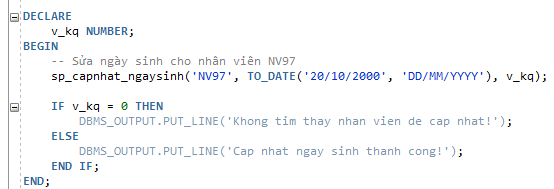 DECLARE
v_kq NUMBER;
BEGIN
-- Sửa ngày sinh cho nhân viên NV97
sp_capnhat_ngaysinh('NV97', TO_DATE('20/10/2000', 'DD/MM/YYYY'), v_kq);
IF v_kq = 0 THEN
DBMS_OUTPUT.PUT_LINE('Khong tim thay nhan vien de cap nhat!');
ELSE
DBMS_OUTPUT.PUT_LINE('Cap nhat ngay sinh thanh cong!');
END IF;
END;